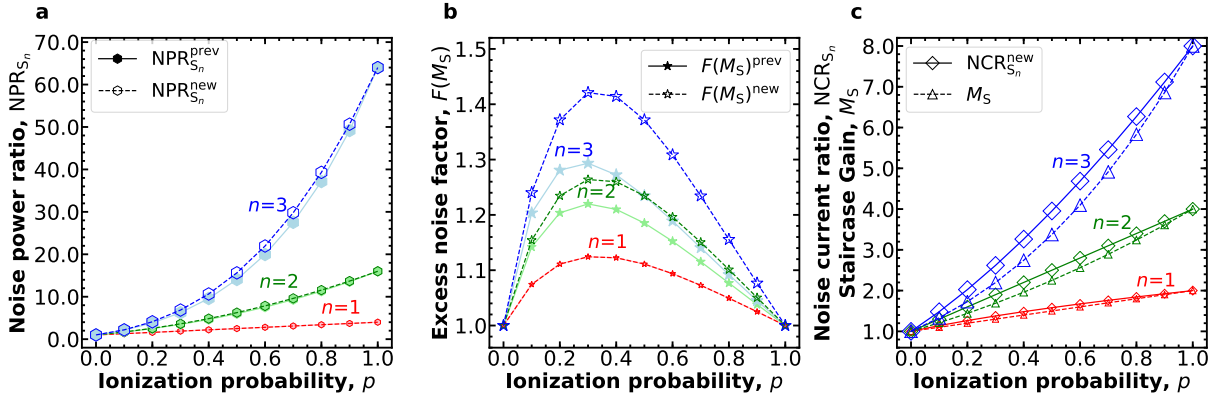 a
Noise power ratio, NPR_{S_n}
70.0
60.0
50.0
40.0
30.0
20.0
10.0
0.0
NPR^{prev}_{S_n}
NPR^{new}_{S_n}
n=3
n=2
n=1
0.0 0.2 0.4 0.6 0.8 1.0
Ionization probability, p
b
Excess noise factor, F(M_S)
1.5
1.4
1.3
1.2
1.1
1.0
F(M_S)^{prev}
F(M_S)^{new}
n=3
n=2
n=1
0.0 0.2 0.4 0.6 0.8 1.0
Ionization probability, p
c
Noise current ratio, NCR^{new}_{S_n}
Staircase Gain, M_S
8.0
7.0
6.0
5.0
4.0
3.0
2.0
1.0
NCR^{new}_{S_n}
M_S
n=3
n=2
n=1
0.0 0.2 0.4 0.6 0.8 1.0
Ionization probability, p